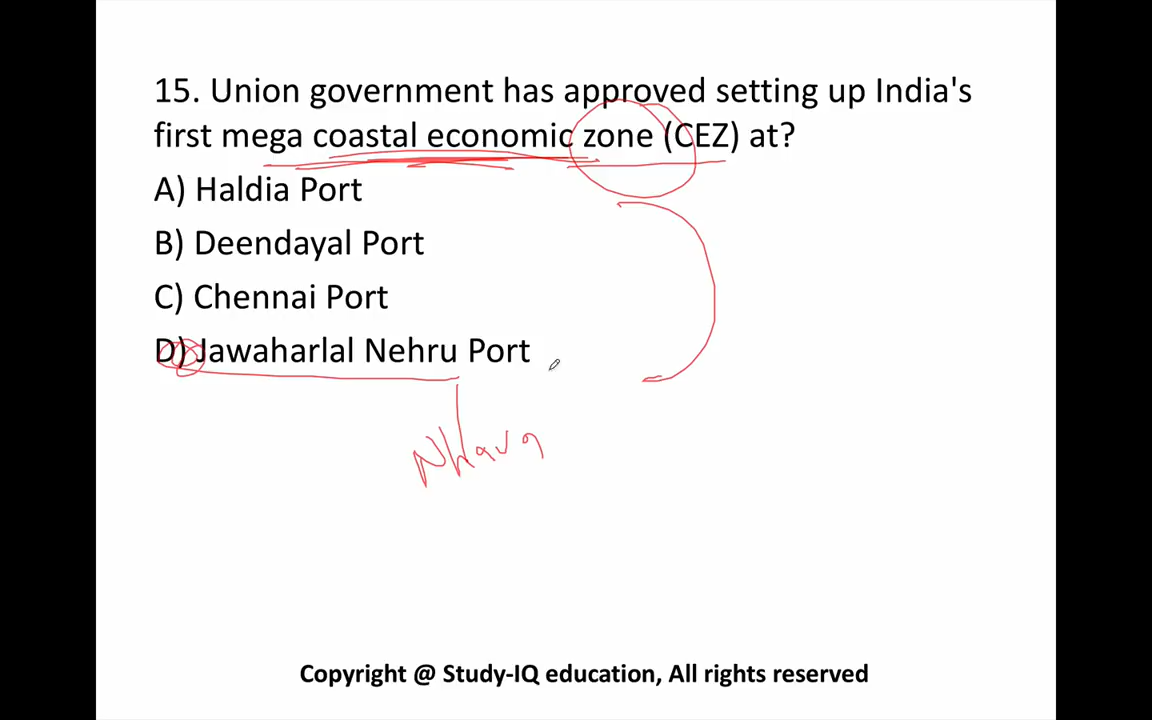 15. Union government has approved setting up India's
first mega coastal economic zone (CEZ) at?
A) Haldia Port
B) Deendayal Port
C) Chennai Port
D) Jawaharlal Nehru Port
Nhava
Copyright @ Study-IQ education, All rights reserved